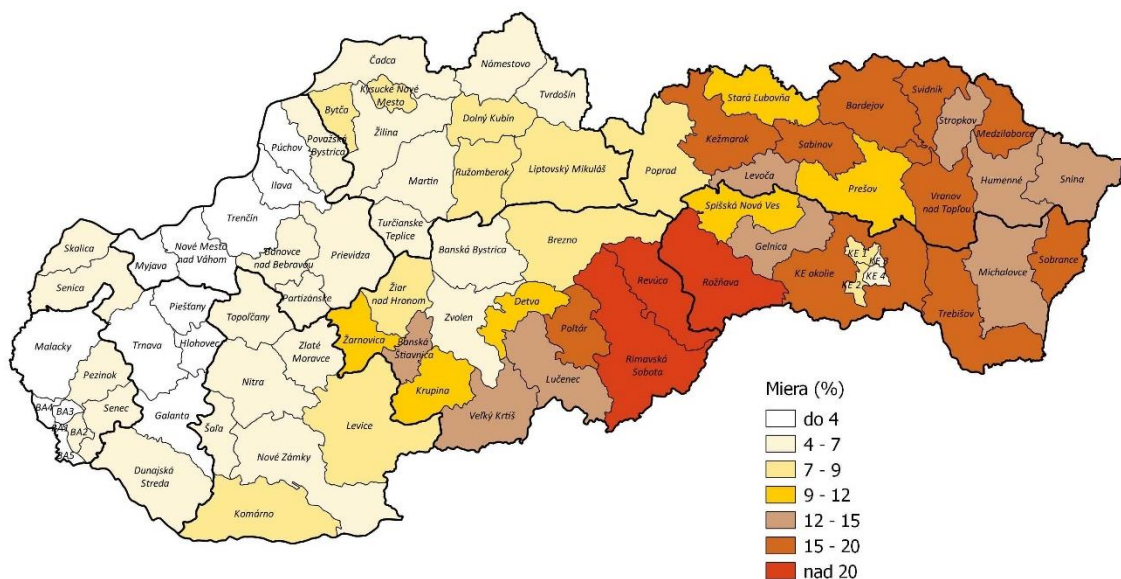 Čadca
Námestovo
Tvrdošín
Kysucké Nové
Mesto
Bytča
Dolný Kubín
Považská
Bystrica
Žilina
Púchov
Ilava
Martin
Ružomberok
Liptovský Mikuláš
Poprad
Stará Ľubovňa
Kežmarok
Bardejov
Svidník
Stropkov
Medzilaborce
Sabinov
Levoča
Prešov
Humenné
Snina
Vranov
nad Topľou
Trenčín
Turčianske
Teplice
Spišská Nová Ves
Gelnica
Skalica
Myjava
Nové Mesto
nad Váhom
Bánovce
nad Bebravou
Prievidza
Banská Bystrica
Brezno
Revúca
Rožňava
KE okolie
KE 1
KE 3
KE 4
KE 2
Michalovce
Sobrance
Senica
Piešťany
Partizánske
Topoľčany
Žiar
nad Hronom
Detva
Zvolen
Poltár
Trebišov
Malacky
Trnava
Hlohovec
Zlaté
Moravce
Žarnovica
Banská
Štiavnica
Rimavská
Sobota
Pezinok
Nitra
Krupina
Lučenec
Veľký Krtíš
BA4
BA3
BA1
BA2
BA5
Senec
Galanta
Šaľa
Levice
Nové Zámky
Dunajská
Streda
Komárno
Miera (%)
do 4
4 - 7
7 - 9
9 - 12
12 - 15
15 - 20
nad 20